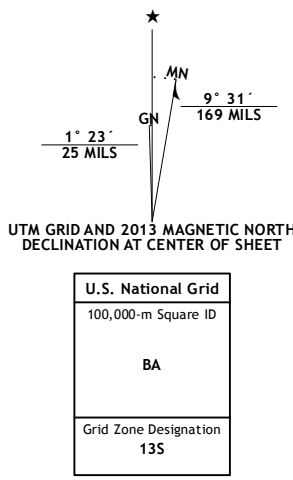 MN
GN
9° 31´
169 MILS
1° 23´
25 MILS
UTM GRID AND 2013 MAGNETIC NORTH
DECLINATION AT CENTER OF SHEET
U.S. National Grid
100,000-m Square ID
BA
Grid Zone Designation
13S